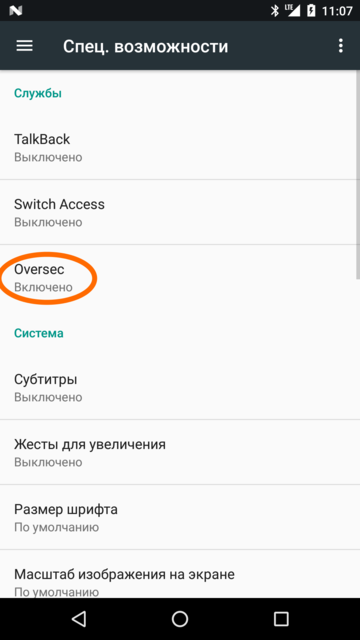 LTE 11:07
Спец. возможности
Службы
TalkBack
Выключено
Switch Access
Выключено
Oversec
Включено
Система
Субтитры
Выключено
Жесты для увеличения
Выключено
Размер шрифта
По умолчанию
Масштаб изображения на экране
По умолчанию